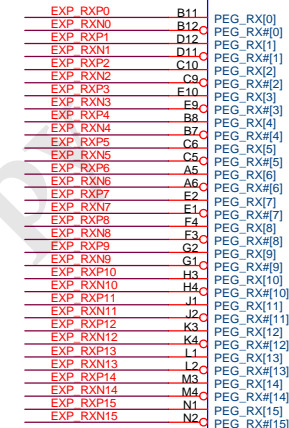 EXP_RXP0 B11 PEG_RX[0]
EXP_RXN0 B12 PEG_RX#[0]
EXP_RXP1 D12 PEG_RX[1]
EXP_RXN1 D11 PEG_RX#[1]
EXP_RXP2 C10 PEG_RX[2]
EXP_RXN2 C9 PEG_RX#[2]
EXP_RXP3 E10 PEG_RX[3]
EXP_RXN3 E9 PEG_RX#[3]
EXP_RXP4 B8 PEG_RX[4]
EXP_RXN4 B7 PEG_RX#[4]
EXP_RXP5 C6 PEG_RX[5]
EXP_RXN5 C5 PEG_RX#[5]
EXP_RXP6 A5 PEG_RX[6]
EXP_RXN6 A6 PEG_RX#[6]
EXP_RXP7 E2 PEG_RX[7]
EXP_RXN7 E1 PEG_RX#[7]
EXP_RXP8 F4 PEG_RX[8]
EXP_RXN8 F3 PEG_RX#[8]
EXP_RXP9 G2 PEG_RX[9]
EXP_RXN9 G1 PEG_RX#[9]
EXP_RXP10 H3 PEG_RX[10]
EXP_RXN10 H4 PEG_RX#[10]
EXP_RXP11 J1 PEG_RX[11]
EXP_RXN11 J2 PEG_RX#[11]
EXP_RXP12 K3 PEG_RX[12]
EXP_RXN12 K4 PEG_RX#[12]
EXP_RXP13 L1 PEG_RX[13]
EXP_RXN13 L2 PEG_RX#[13]
EXP_RXP14 M3 PEG_RX[14]
EXP_RXN14 M4 PEG_RX#[14]
EXP_RXP15 N1 PEG_RX[15]
EXP_RXN15 N2 PEG_RX#[15]